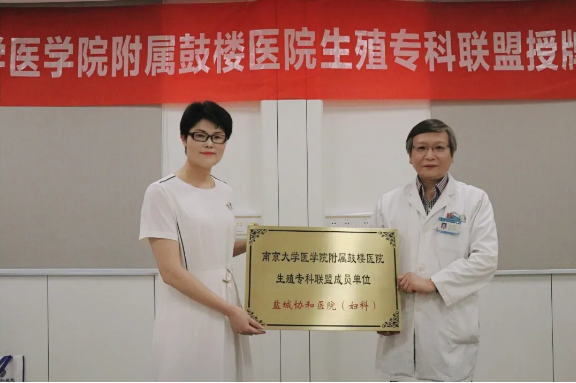 学医学院附属鼓楼医院生殖专科联盟授牌
南京大学医学院附属鼓楼医院
生殖专科联盟成员单位
盐城协和医院（妇科）